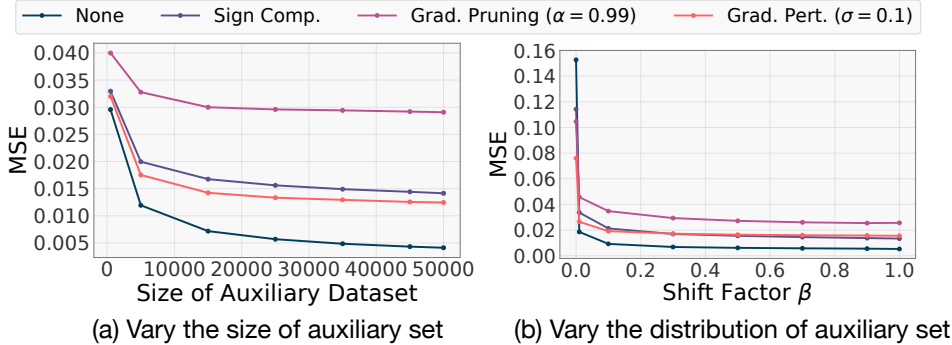 None Sign Comp. Grad. Pruning (α = 0.99) Grad. Pert. (σ = 0.1)
0.040
0.035
0.030
0.025
0.020
0.015
0.010
0.005
MSE
0 10000 20000 30000 40000 50000
Size of Auxiliary Dataset
(a) Vary the size of auxiliary set
0.16
0.14
0.12
0.10
0.08
0.06
0.04
0.02
0.00
MSE
0.0 0.2 0.4 0.6 0.8 1.0
Shift Factor β
(b) Vary the distribution of auxiliary set